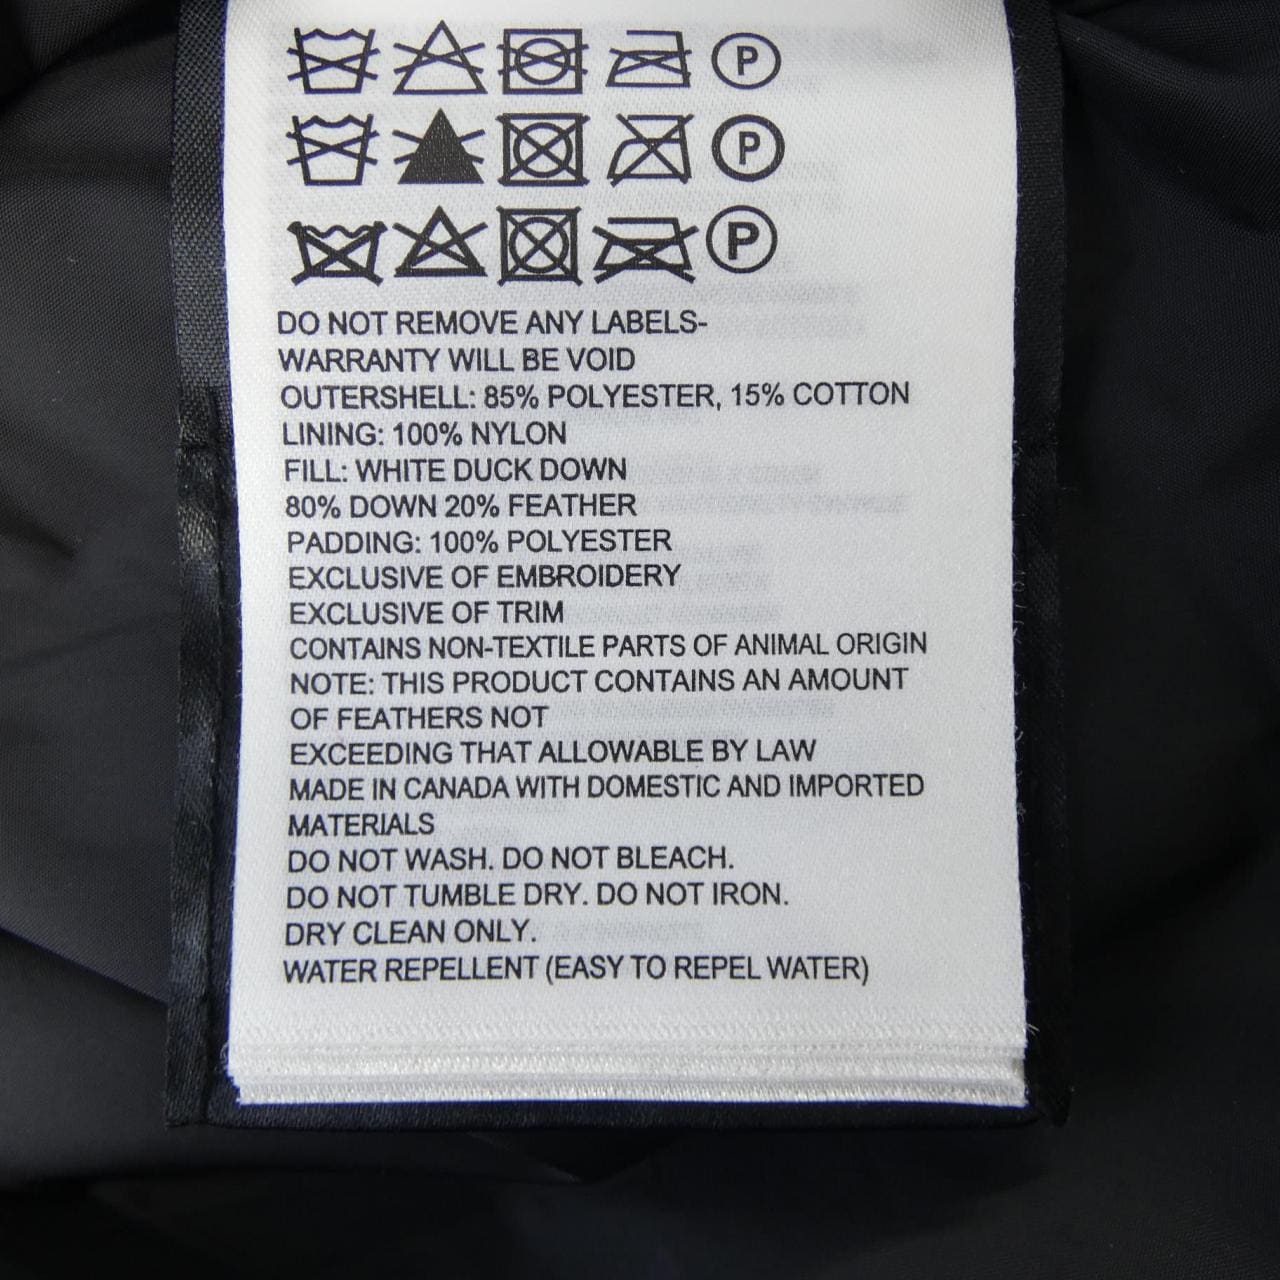 P
P
P
DO NOT REMOVE ANY LABELS-
WARRANTY WILL BE VOID
OUTERSHELL: 85% POLYESTER, 15% COTTON
LINING: 100% NYLON
FILL: WHITE DUCK DOWN
80% DOWN 20% FEATHER
PADDING: 100% POLYESTER
EXCLUSIVE OF EMBROIDERY
EXCLUSIVE OF TRIM
CONTAINS NON-TEXTILE PARTS OF ANIMAL ORIGIN
NOTE: THIS PRODUCT CONTAINS AN AMOUNT
OF FEATHERS NOT
EXCEEDING THAT ALLOWABLE BY LAW
MADE IN CANADA WITH DOMESTIC AND IMPORTED
MATERIALS
DO NOT WASH. DO NOT BLEACH.
DO NOT TUMBLE DRY. DO NOT IRON.
DRY CLEAN ONLY.
WATER REPELLENT (EASY TO REPEL WATER)